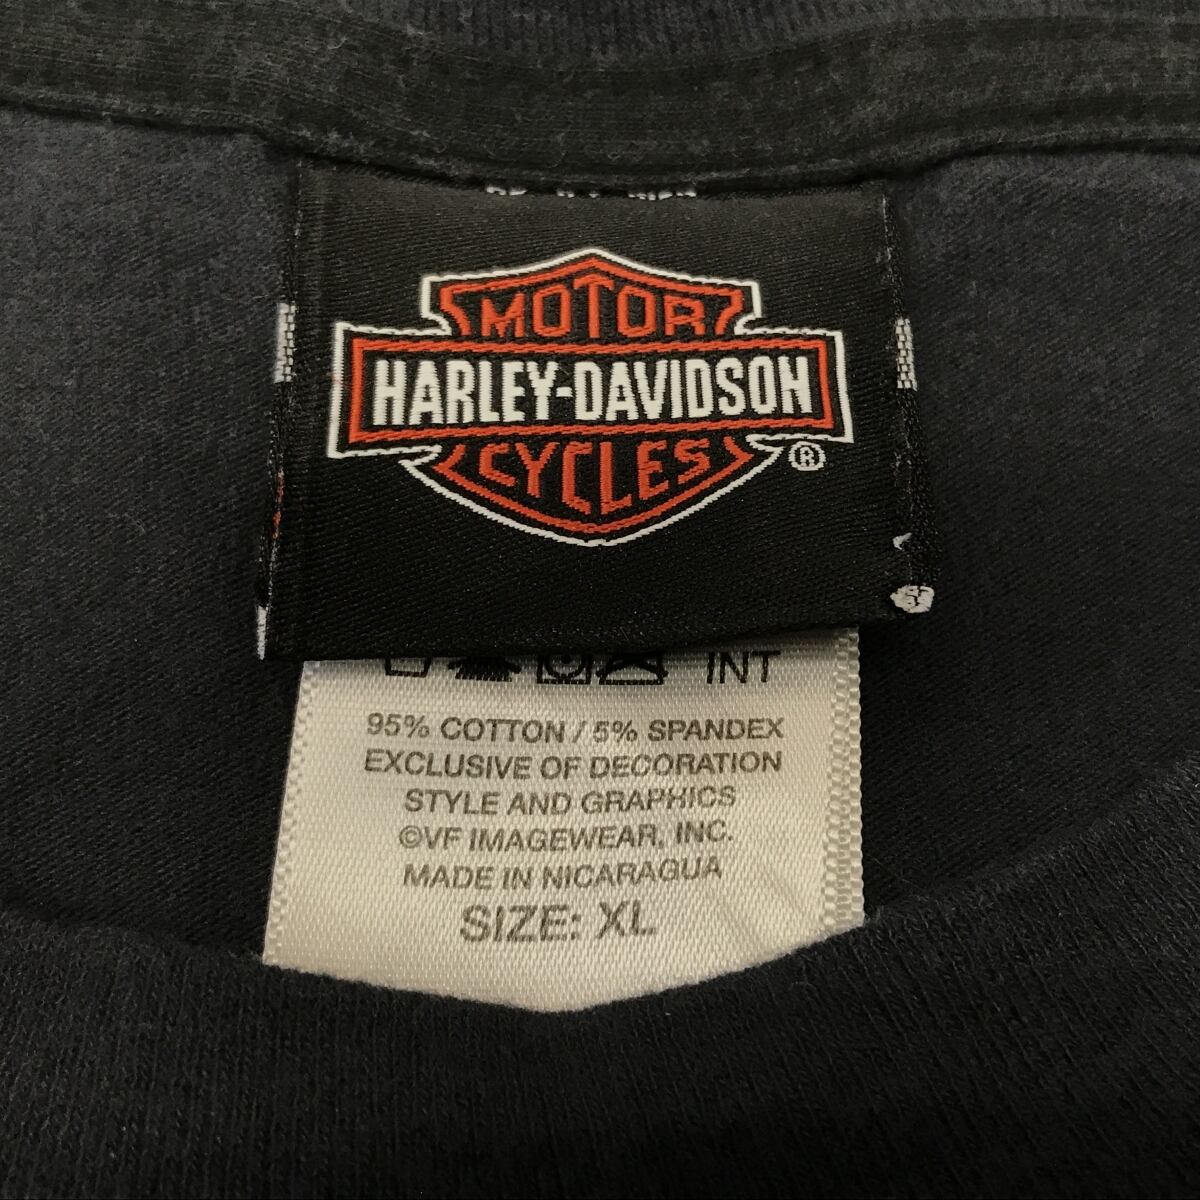 MOTOR
HARLEY-DAVIDSON
CYCLES
®
INT
95% COTTON / 5% SPANDEX
EXCLUSIVE OF DECORATION
STYLE AND GRAPHICS
©VF IMAGEWEAR, INC.
MADE IN NICARAGUA
SIZE: XL